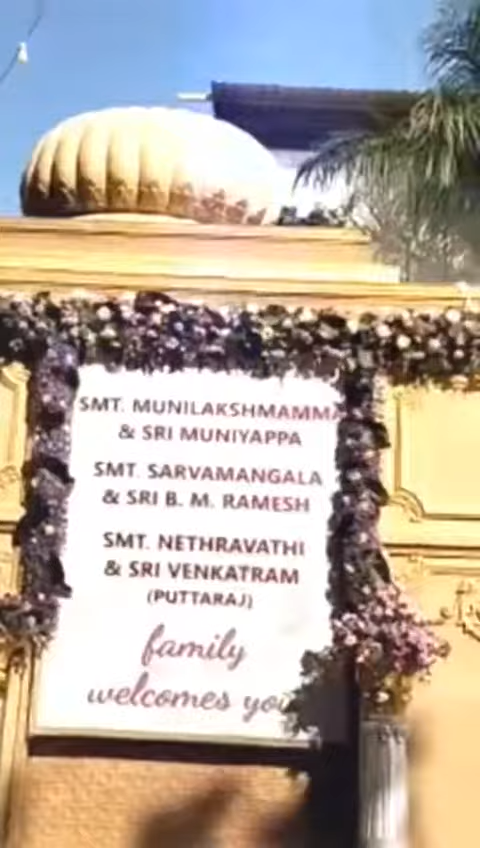 SMT. MUNILAKSHMAMMA
& SRI MUNIYAPPA
SMT. SARVAMANGALA
& SRI B. M. RAMESH
SMT. NETHRAVATHI
& SRI VENKATRAM
(PUTTARAJ)
family
welcomes you